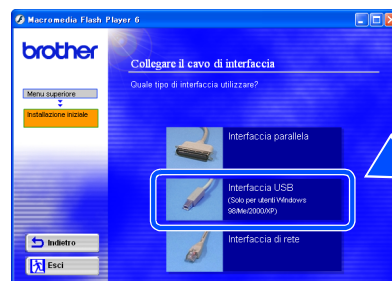 Macromedia Flash Player 6
brother
Collegare il cavo di interfaccia
Quale tipo di interfaccia utilizzare?
Menu superiore
Installazione iniziale
Interfaccia parallela
Interfaccia USB
(Solo per utenti Windows
98/Me/2000/XP)
Interfaccia di rete
Indietro
Esci